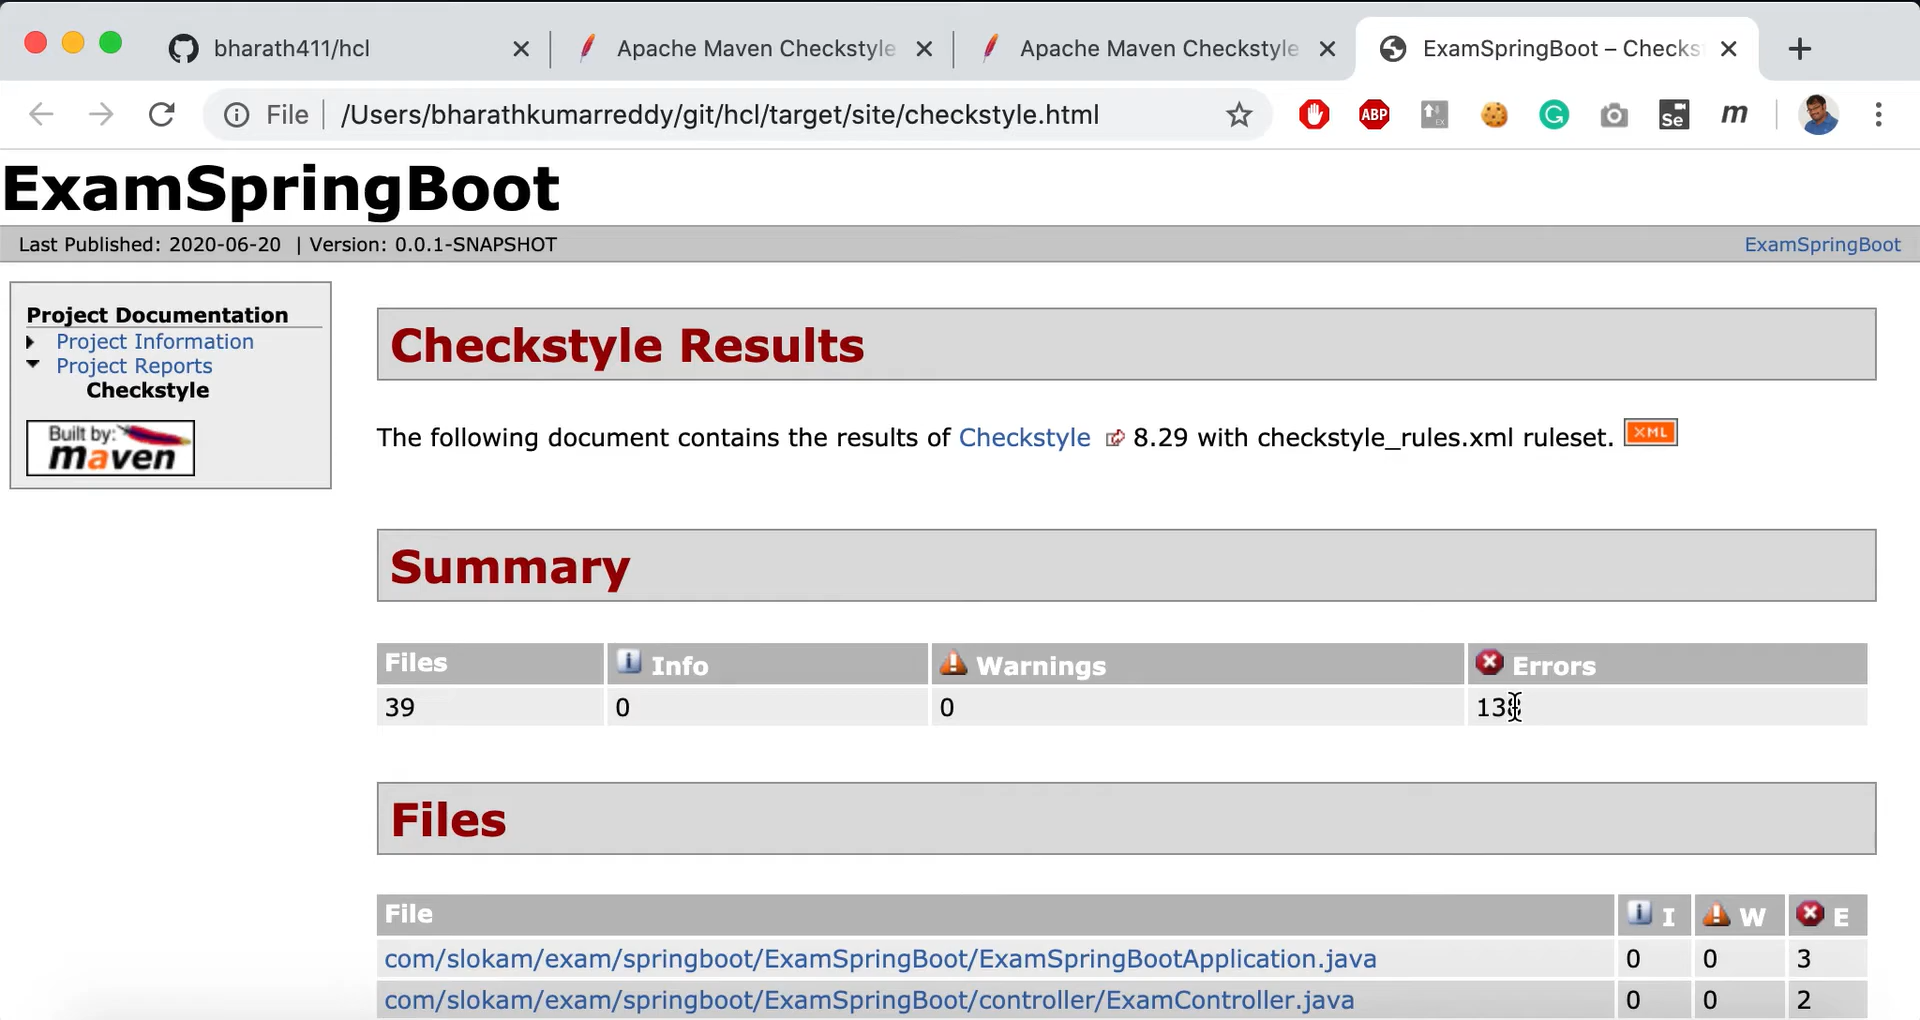 bharath411/hcl
Apache Maven Checkstyle
Apache Maven Checkstyle
ExamSpringBoot – Checks
File
/Users/bharathkumarreddy/git/hcl/target/site/checkstyle.html
ABP
EX
G
Se
m
ExamSpringBoot
Last Published: 2020-06-20 | Version: 0.0.1-SNAPSHOT
ExamSpringBoot
Project Documentation
Project Information
Project Reports
Checkstyle
Built by:
maven
Checkstyle Results
The following document contains the results of Checkstyle 8.29 with checkstyle_rules.xml ruleset. XML
Summary
Files Info Warnings Errors
39 0 0
Files
File I W E
com/slokam/exam/springboot/ExamSpringBoot/ExamSpringBootApplication.java 0 0 3
com/slokam/exam/springboot/ExamSpringBoot/controller/ExamController.java 0 0 2